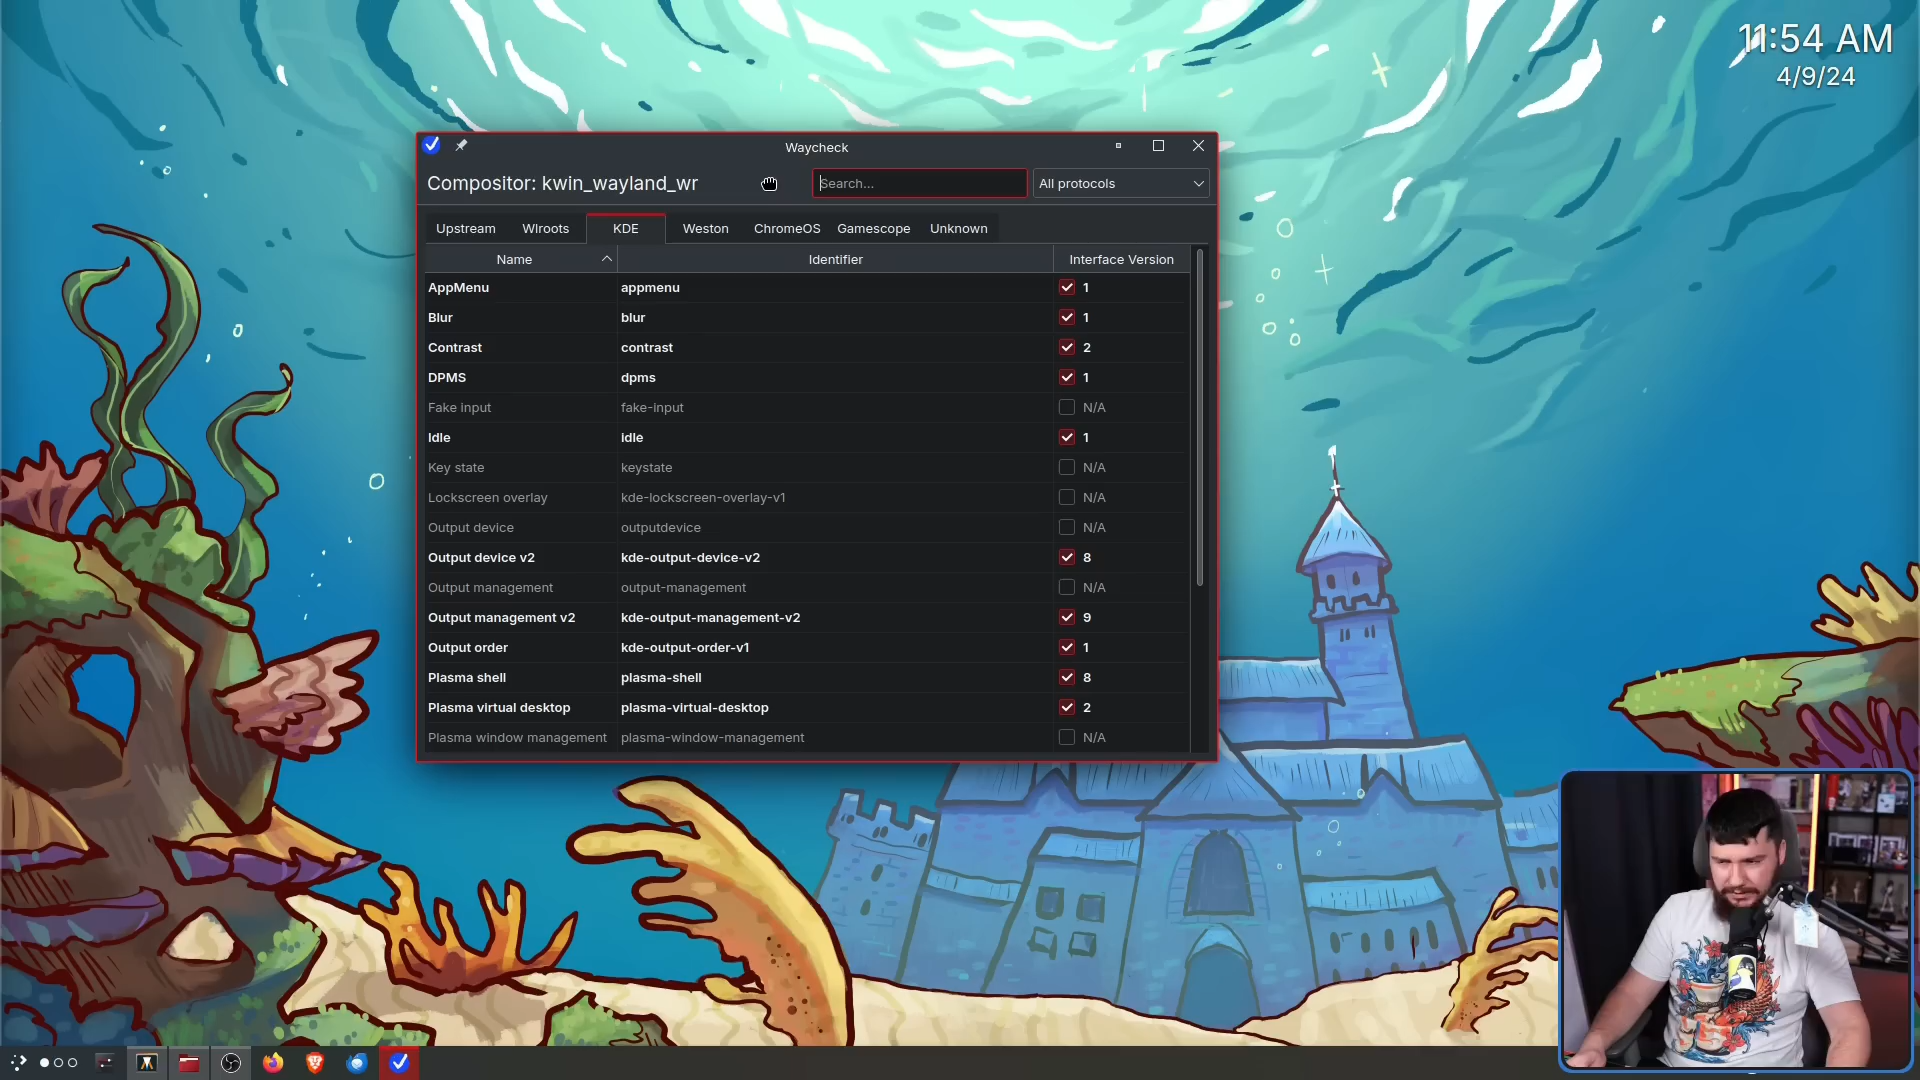 11:54 AM
4/9/24
Waycheck
Compositor: kwin_wayland_wr
Search...
All protocols
Upstream Wlroots KDE Weston ChromeOS Gamescope Unknown
Name Identifier Interface Version
AppMenu appmenu 1
Blur blur 1
Contrast contrast 2
DPMS dpms 1
Fake input fake-input N/A
Idle idle 1
Key state keystate N/A
Lockscreen overlay kde-lockscreen-overlay-v1 N/A
Output device outputdevice N/A
Output device v2 kde-output-device-v2 8
Output management output-management N/A
Output management v2 kde-output-management-v2 9
Output order kde-output-order-v1 1
Plasma shell plasma-shell 8
Plasma virtual desktop plasma-virtual-desktop 2
Plasma window management plasma-window-management N/A